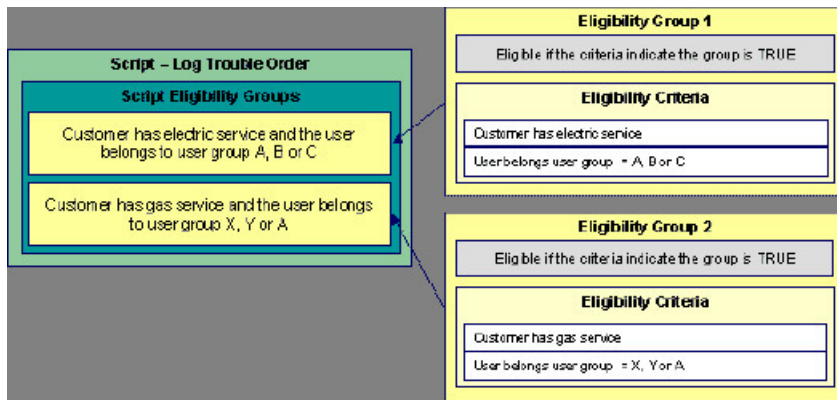 Script – Log Trouble Order
Script Eligibility Groups
Customer has electric service and the user
belongs to user group A, B or C
Customer has gas service and the user belongs
to user group X, Y or A
Eligibility Group 1
Eligible if the criteria indicate the group is TRUE
Eligibility Criteria
Customer has electric service
User belongs user group = A, B or C
Eligibility Group 2
Eligible if the criteria indicate the group is TRUE
Eligibility Criteria
Customer has gas service
User belongs user group = X, Y or A